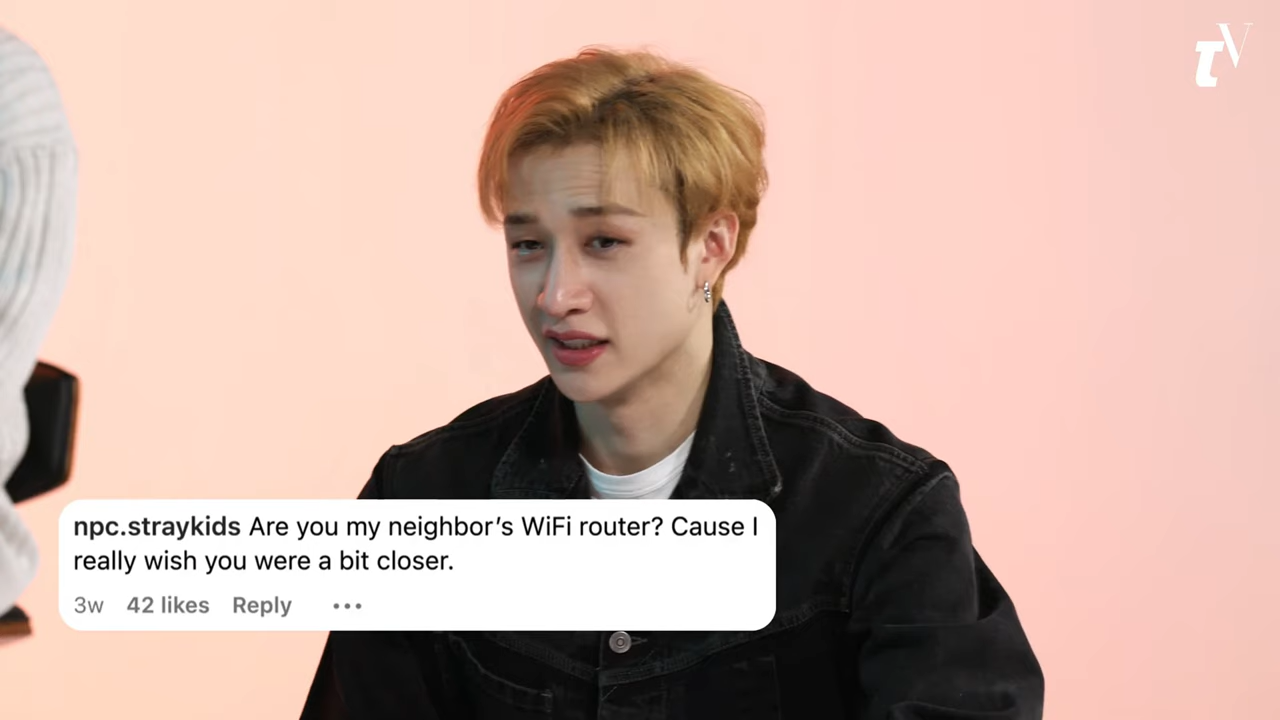 tV
npc.straykids Are you my neighbor's WiFi router? Cause I
really wish you were a bit closer.
3w 42 likes Reply •••